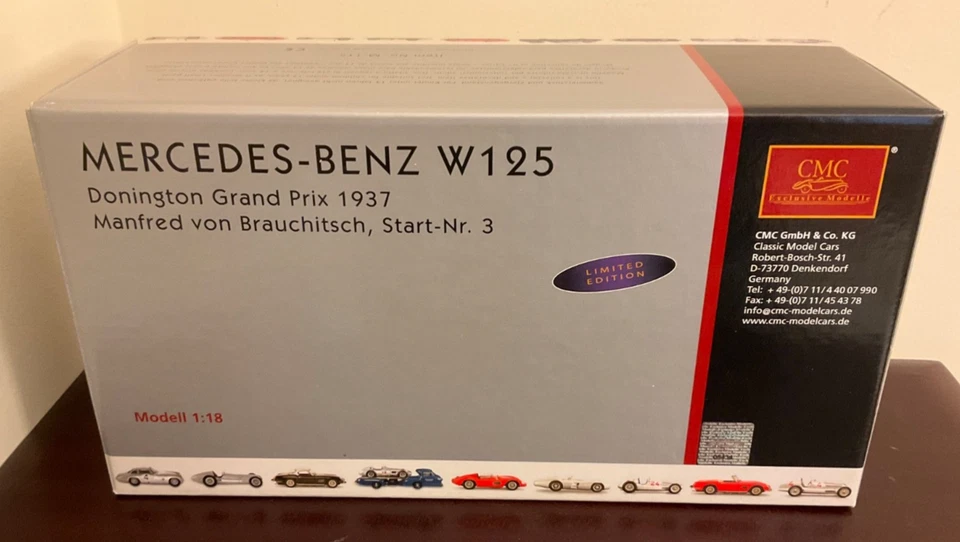 MERCEDES-BENZ W125
Donington Grand Prix 1937
Manfred von Brauchitsch, Start-Nr. 3
LIMITED
EDITION
Modell 1:18
CMC
®
Exclusive Modelle
CMC GmbH & Co. KG
Classic Model Cars
Robert-Bosch-Str. 41
D-73770 Denkendorf
Germany
Tel: + 49-(0)7 11/4 40 07 990
Fax: + 49-(0)7 11/45 43 78
info@cmc-modelcars.de
www.cmc-modelcars.de